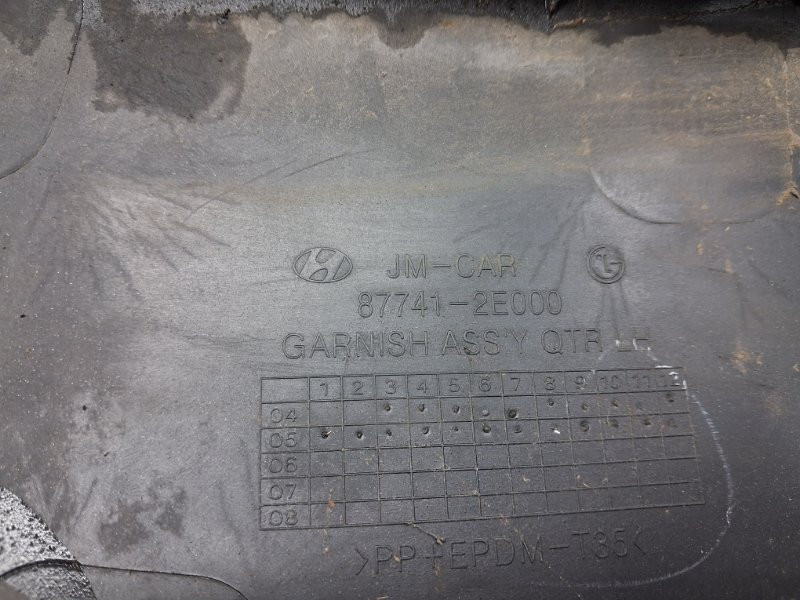 JM-CAR
87741-2E000
GARNISH ASS'Y QTR LH
1 2 3 4 5 6 7 8 9 10 11 12
04
05
06
07
08
>PP+EPDM-T35<